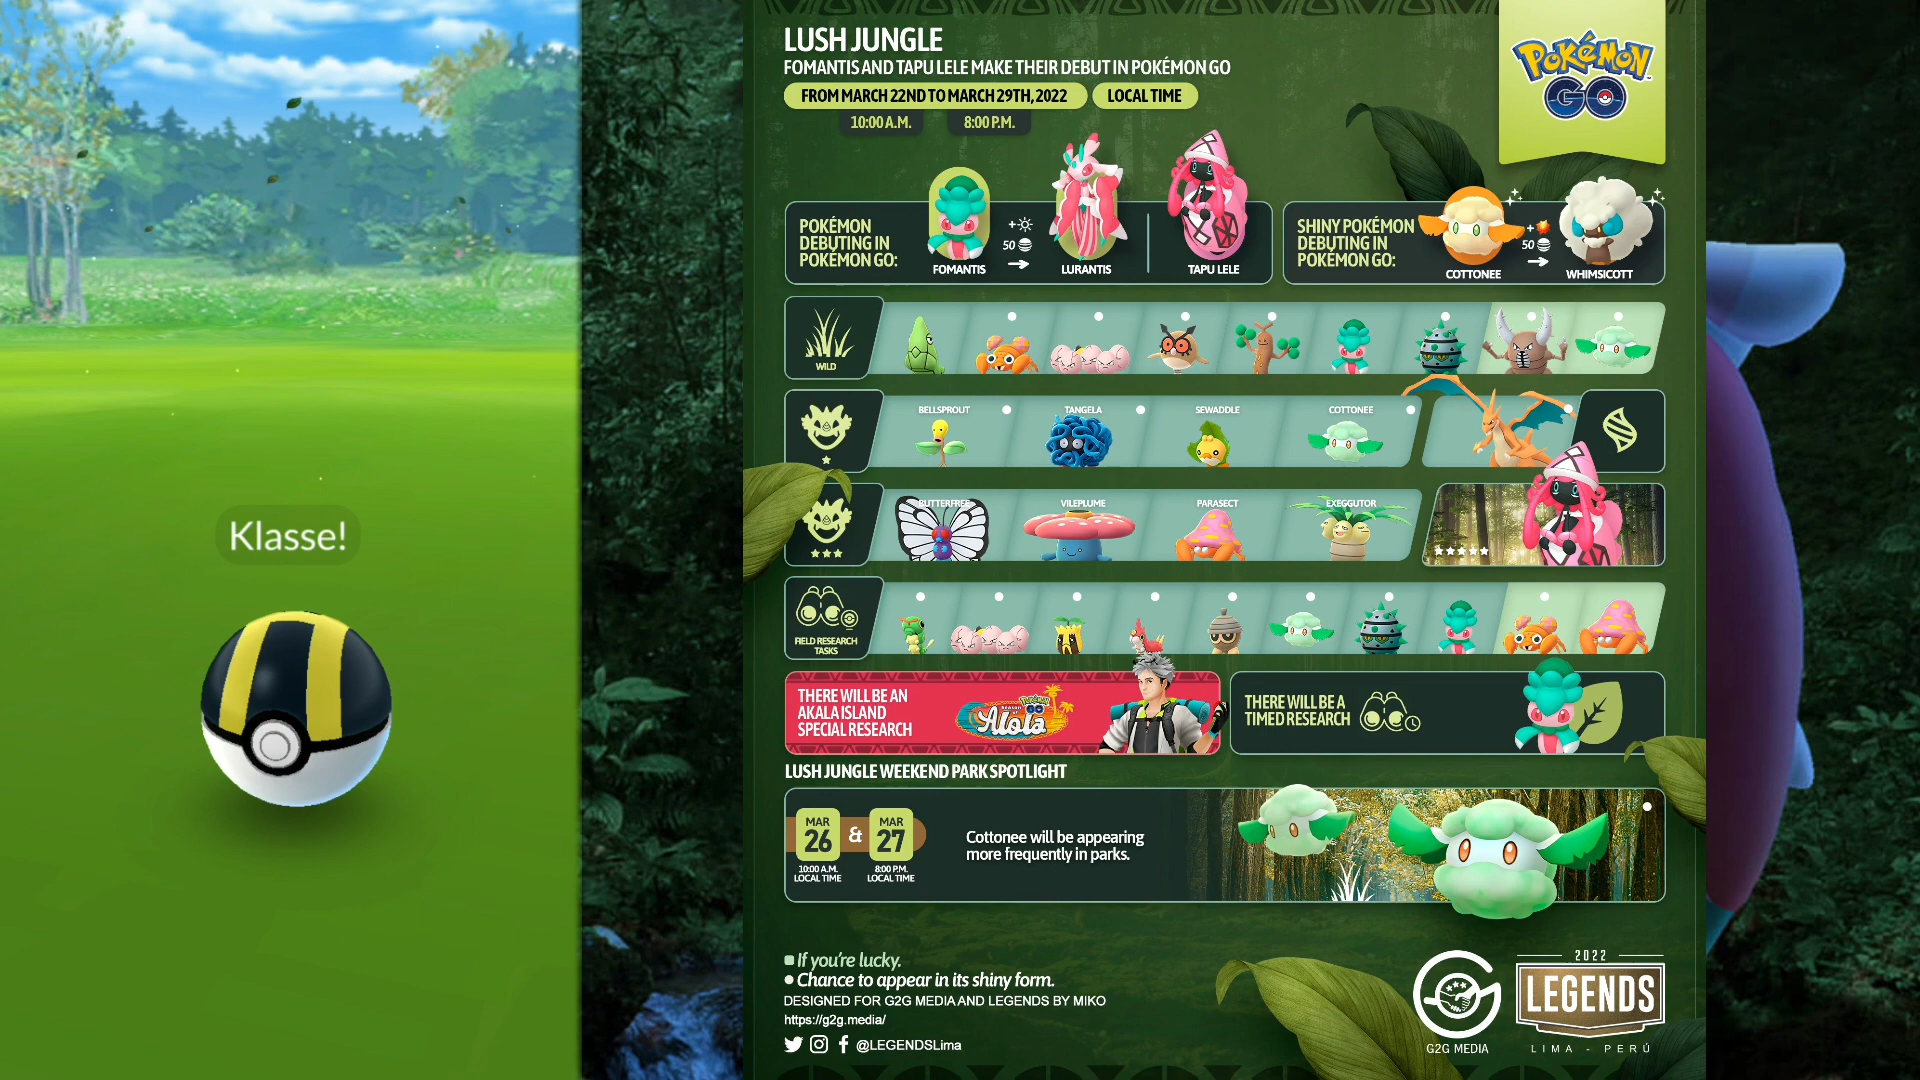 Klasse!
LUSH JUNGLE
FOMANTIS AND TAPU LELE MAKE THEIR DEBUT IN POKÉMON GO
FROM MARCH 22ND TO MARCH 29TH, 2022
LOCAL TIME
10:00 A.M.
8:00 P.M.
POKÉMON GO
POKÉMON
DEBUTING IN
POKÉMON GO:
FOMANTIS
+
50
LURANTIS
TAPU LELE
SHINY POKÉMON
DEBUTING IN
POKÉMON GO:
COTTONEE
+
50
WHIMSICOTT
WILD
BELLSPROUT
TANGELA
SEWADDLE
COTTONEE
BUTTERFREE
VILEPLUME
PARASECT
EXEGGUTOR
FIELD RESEARCH
TASKS
THERE WILL BE AN
AKALA ISLAND
SPECIAL RESEARCH
POKÉMON GO
Season of
Alola
THERE WILL BE A
TIMED RESEARCH
LUSH JUNGLE WEEKEND PARK SPOTLIGHT
MAR
26
&
MAR
27
10:00 A.M.
LOCAL TIME
8:00 P.M.
LOCAL TIME
Cottonee will be appearing
more frequently in parks.
If you're lucky.
Chance to appear in its shiny form.
DESIGNED FOR G2G MEDIA AND LEGENDS BY MIKO
https://g2g.media/
@LEGENDSLima
G2G MEDIA
2022
LEGENDS
LIMA - PERÚ